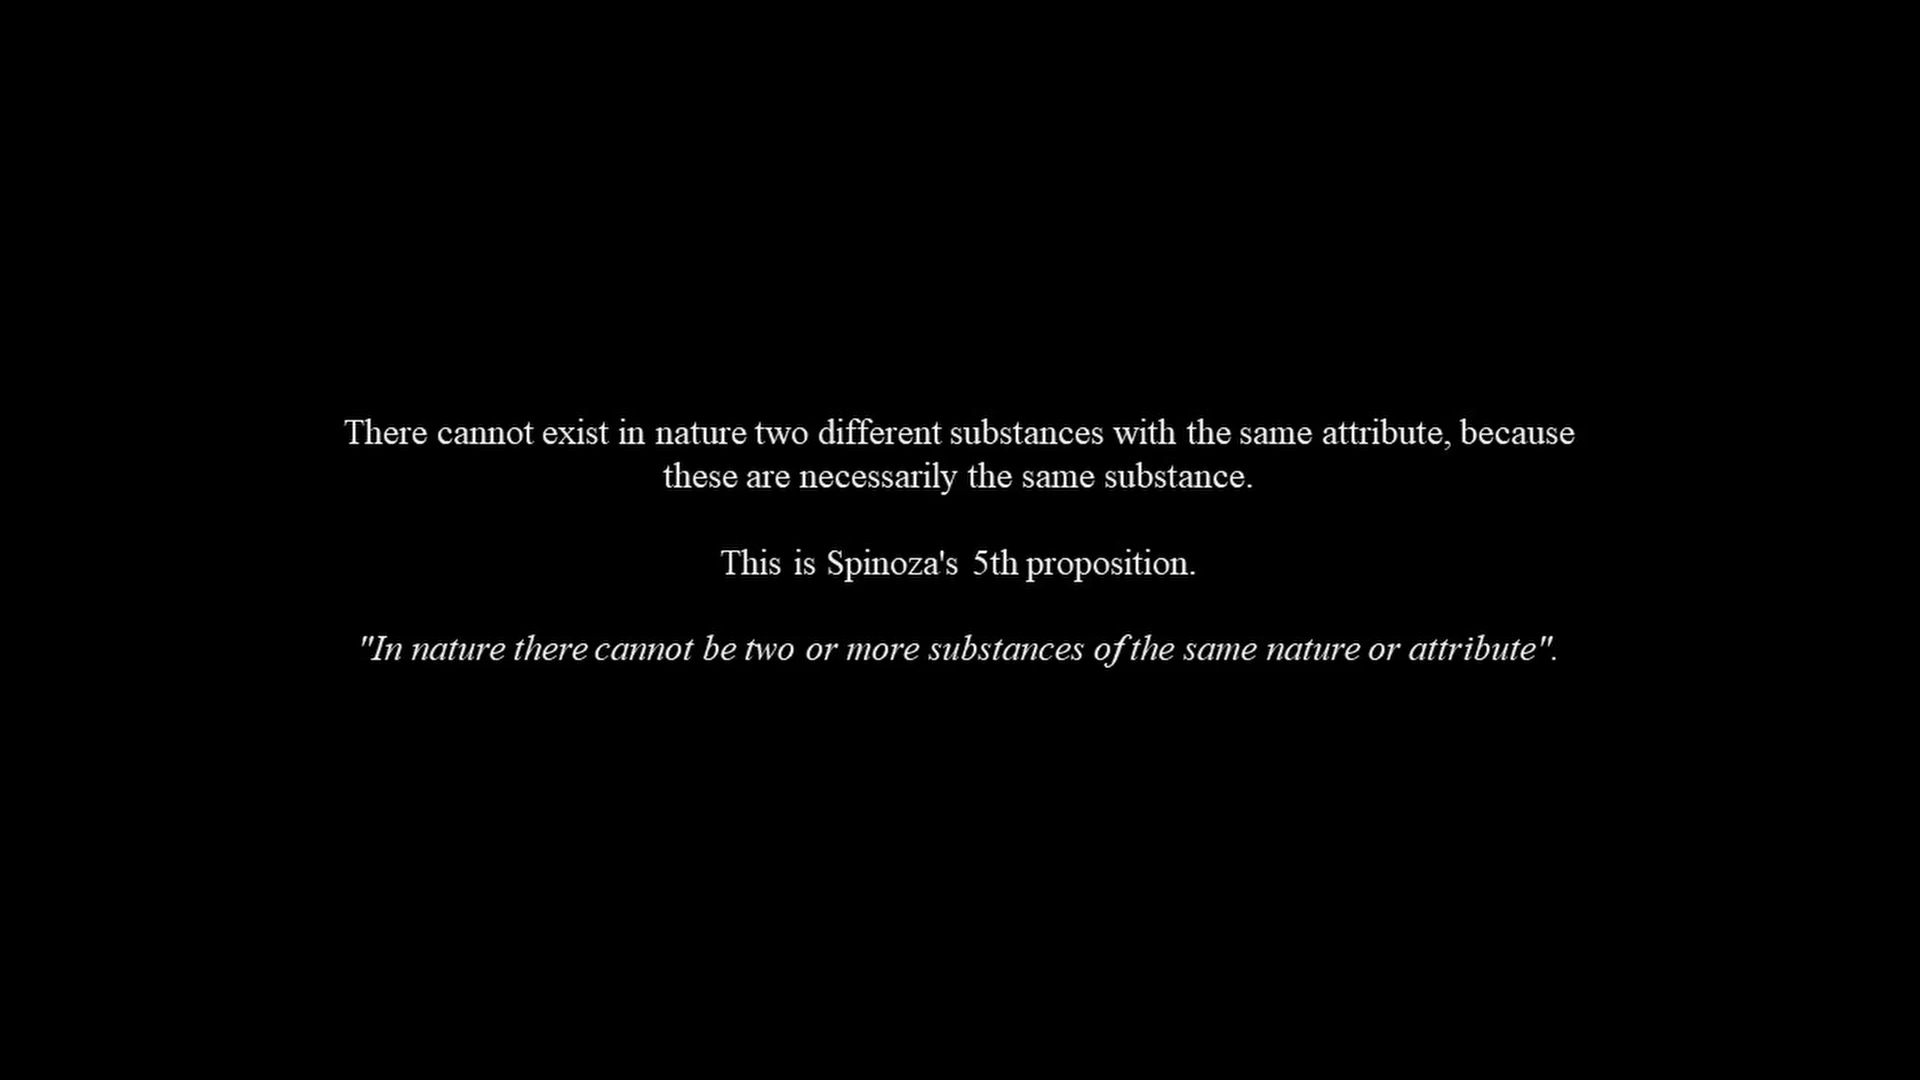 There cannot exist in nature two different substances with the same attribute, because
these are necessarily the same substance.
This is Spinoza's 5th proposition.
"In nature there cannot be two or more substances of the same nature or attribute".